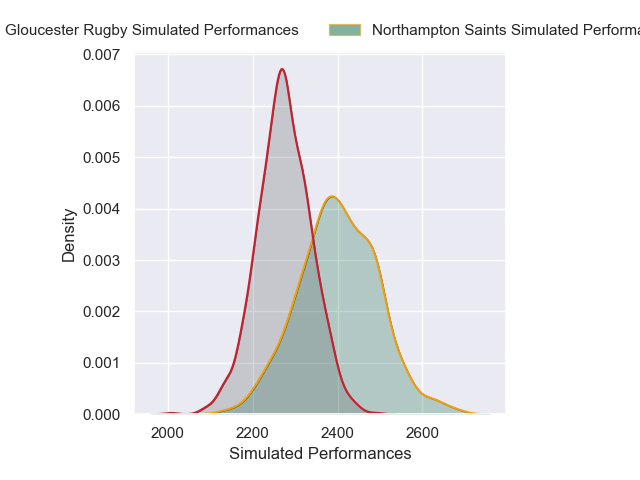 Gloucester Rugby Simulated Performances
Northampton Saints Simulated
0.007
0.006
0.005
0.004
0.003
0.002
0.001
0.000
Density
2000 2200 2400 2600
Simulated Performances